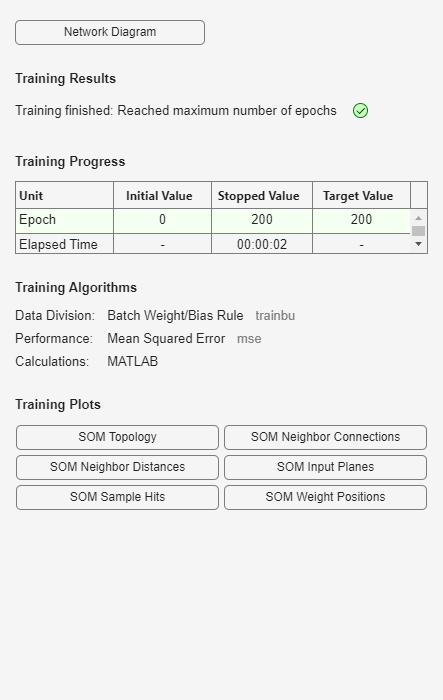 Network Diagram
Training Results
Training finished: Reached maximum number of epochs
Training Progress
Unit Initial Value Stopped Value Target Value
Epoch 0 200 200
Elapsed Time - 00:00:02 -
Training Algorithms
Data Division: Batch Weight/Bias Rule trainbu
Performance: Mean Squared Error mse
Calculations: MATLAB
Training Plots
SOM Topology SOM Neighbor Connections
SOM Neighbor Distances SOM Input Planes
SOM Sample Hits SOM Weight Positions